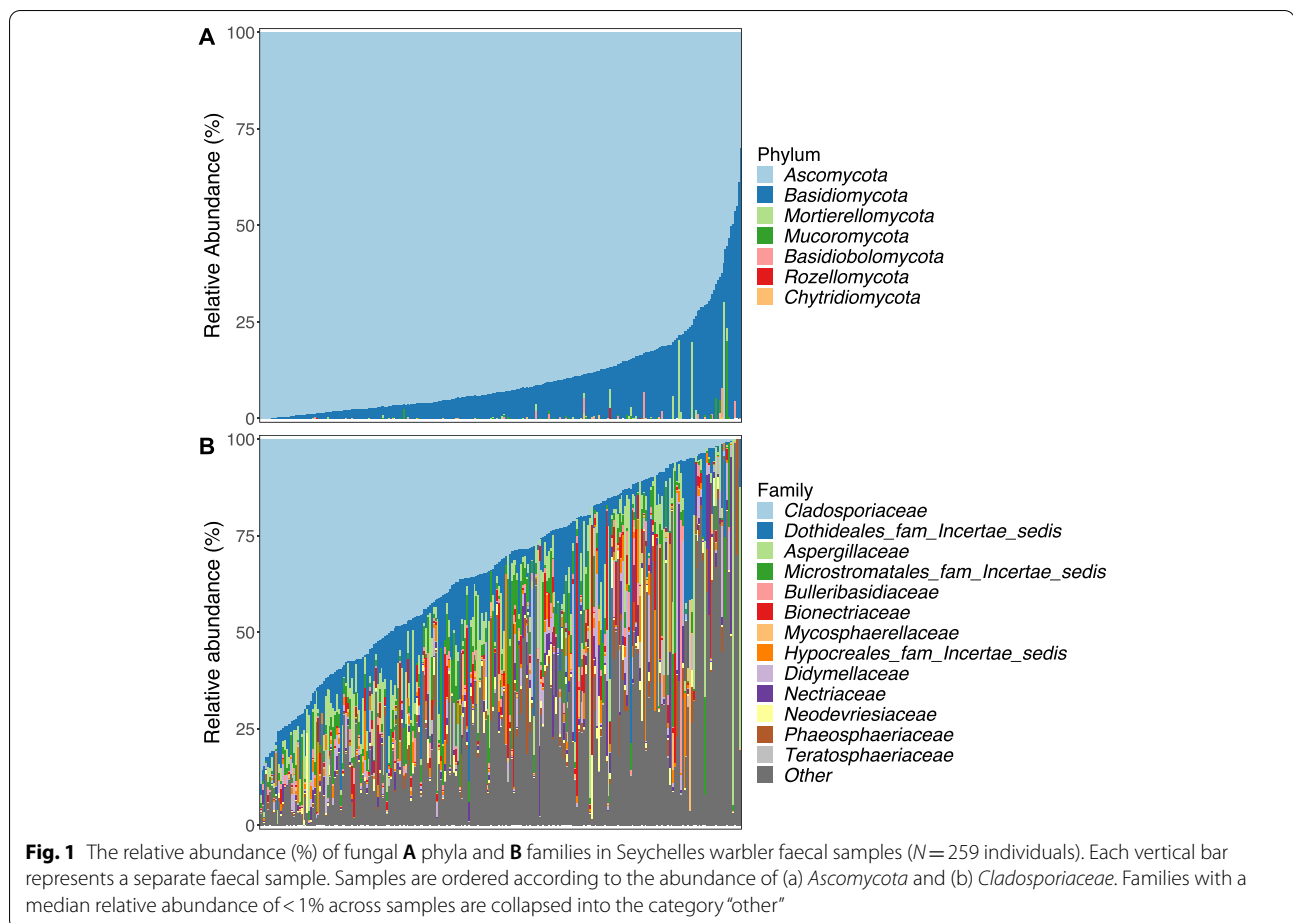 A
100
75
50
25
0
Relative Abundance (%)
Phylum
Ascomycota
Basidiomycota
Mortierellomycota
Mucoromycota
Basidiobolomycota
Rozellomycota
Chytridiomycota
B
100
75
50
25
0
Relative abundance (%)
Family
Cladosporiaceae
Dothideales_fam_Incertae_sedis
Aspergillaceae
Microstromatales_fam_Incertae_sedis
Bulleribasidiaceae
Bionectriaceae
Mycosphaerellaceae
Hypocreales_fam_Incertae_sedis
Didymellaceae
Nectriaceae
Neodevriesiaceae
Phaeosphaeriaceae
Teratosphaeriaceae
Other
Fig. 1 The relative abundance (%) of fungal A phyla and B families in Seychelles warbler faecal samples (N = 259 individuals). Each vertical bar
represents a separate faecal sample. Samples are ordered according to the abundance of (a) Ascomycota and (b) Cladosporiaceae. Families with a
median relative abundance of < 1% across samples are collapsed into the category “other”